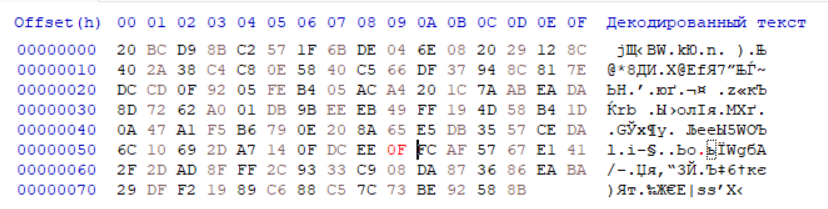 Offset(h) 00 01 02 03 04 05 06 07 08 09 0A 0B 0C 0D 0E 0F Декодированный текст
00000000 20 BC D9 8B C2 57 1F 6B DE 04 6E 08 20 29 12 8C  јЩ‹ВW.kЮ.n. ).Њ
00000010 40 2A 38 C4 C8 0E 58 40 C5 66 DF 37 94 8C 81 7E @*8ДИ.X@ЕfЯ7”ЊЃ~
00000020 DC CD 0F 92 05 FE B4 05 AC A4 20 1C 7A AB EA DA ЬН.’.юґ.¬¤ .z«кЪ
00000030 8D 72 62 A0 01 DB 9B EE EB 49 FF 19 4D 58 B4 1D Ќrb .Ы›олIя.MXґ.
00000040 0A 47 A1 F5 B6 79 0E 20 8A 65 E5 DB 35 57 CE DA .GЎх¶y. ЉeеЫ5WОЪ
00000050 6C 10 69 2D A7 14 0F DC EE 0F FC AF 57 67 E1 41 l.i-§..Ьо.ьЇWgбA
00000060 2F 2D AD 8F FF 2C 93 33 C9 08 DA 87 36 86 EA BA /-.Џя,“3Й.Ъ‡6†кє
00000070 29 DF F2 19 89 C6 88 C5 7C 73 BE 92 58 8B )Ят.‰Ж€Е|sѕ’X‹